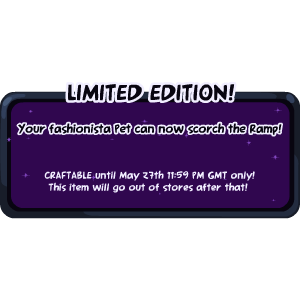 LIMITED EDITION!
Your fashionista Pet can now scorch the Ramp!
CRAFTABLE until May 27th 11:59 PM GMT only!
This item will go out of stores after that!